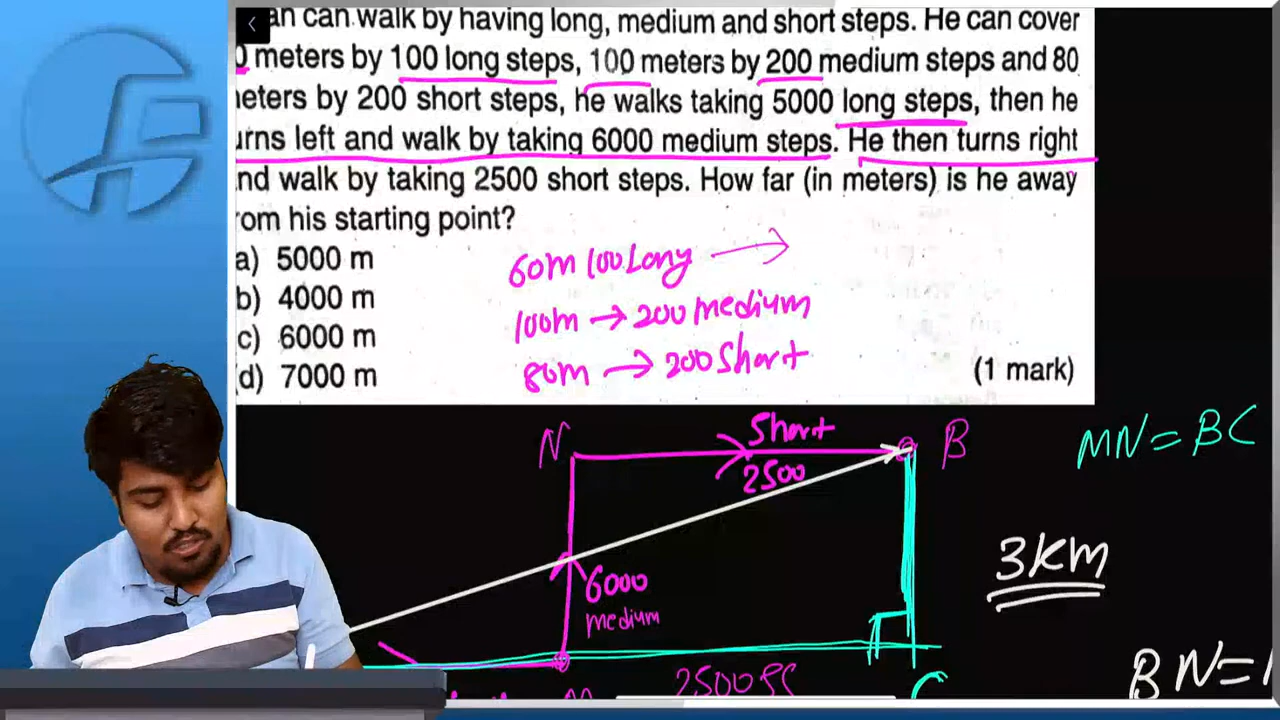 an can walk by having long, medium and short steps. He can cover
0 meters by 100 long steps, 100 meters by 200 medium steps and 80
eters by 200 short steps, he walks taking 5000 long steps, then he
urns left and walk by taking 6000 medium steps. He then turns right
nd walk by taking 2500 short steps. How far (in meters) is he away
rom his starting point?
a) 5000 m
b) 4000 m
c) 6000 m
d) 7000 m
(1 mark)
60m 100 Long →
100m → 200 medium
80m → 200 Short
N
Short
2500
B
MN = BC
6000
medium
3km
2500
C
BN =